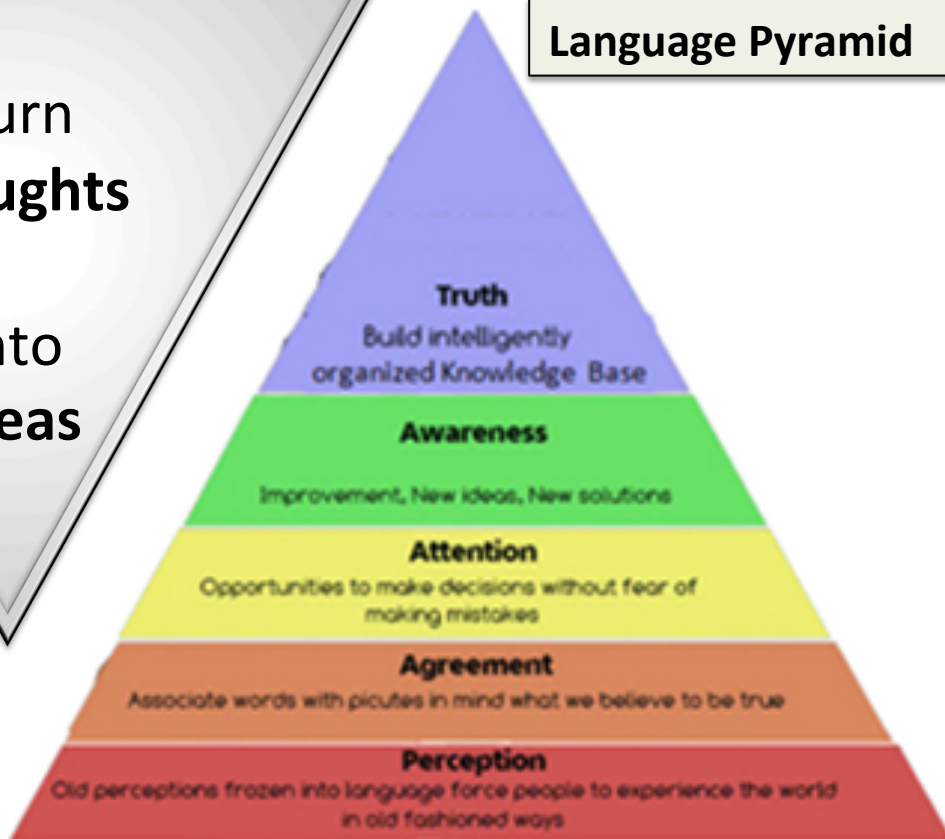 Language Pyramid
urn
ughts
nto
eas
Truth
Build intelligently
organized Knowledge Base
Awareness
Improvement, New ideas, New solutions
Attention
Opportunities to make decisions without fear of
making mistakes
Agreement
Associate words with picutes in mind what we believe to be true
Perception
Old perceptions frozen into language force people to experience the world
in old fashioned ways